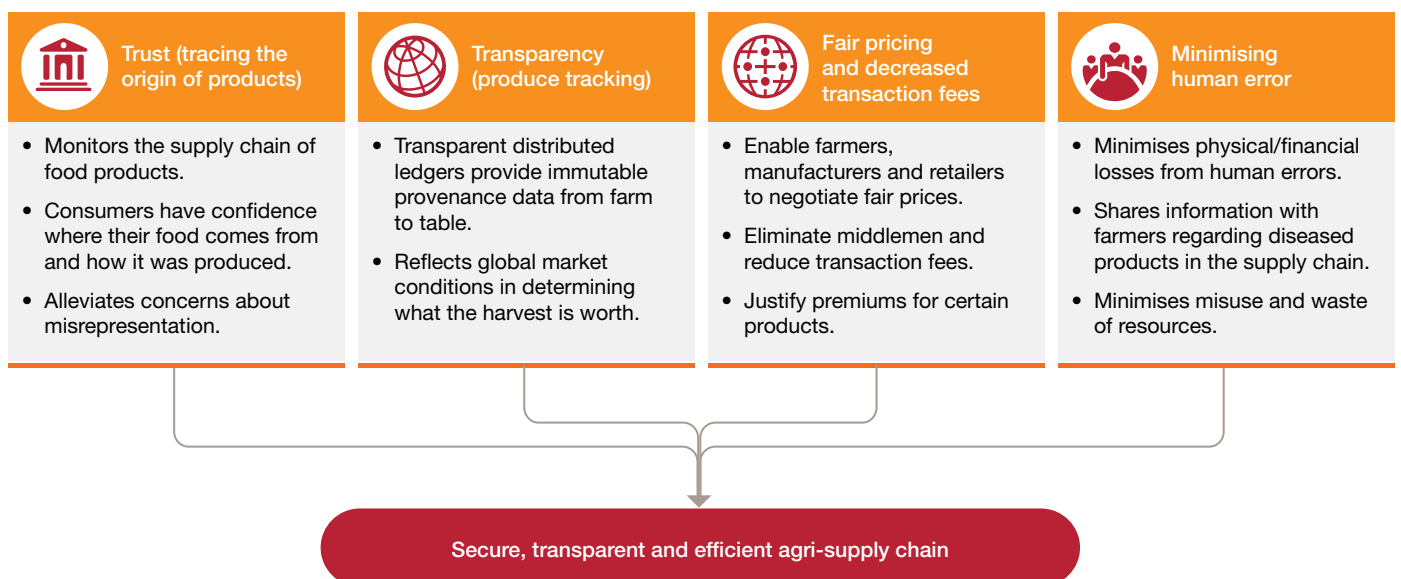 Trust (tracing the
origin of products)
• Monitors the supply chain of
food products.
• Consumers have confidence
where their food comes from
and how it was produced.
• Alleviates concerns about
misrepresentation.
Transparency
(produce tracking)
• Transparent distributed
ledgers provide immutable
provenance data from farm
to table.
• Reflects global market
conditions in determining
what the harvest is worth.
Fair pricing
and decreased
transaction fees
• Enable farmers,
manufacturers and retailers
to negotiate fair prices.
• Eliminate middlemen and
reduce transaction fees.
• Justify premiums for certain
products.
Minimising
human error
• Minimises physical/financial
losses from human errors.
• Shares information with
farmers regarding diseased
products in the supply chain.
• Minimises misuse and waste
of resources.
Secure, transparent and efficient agri-supply chain